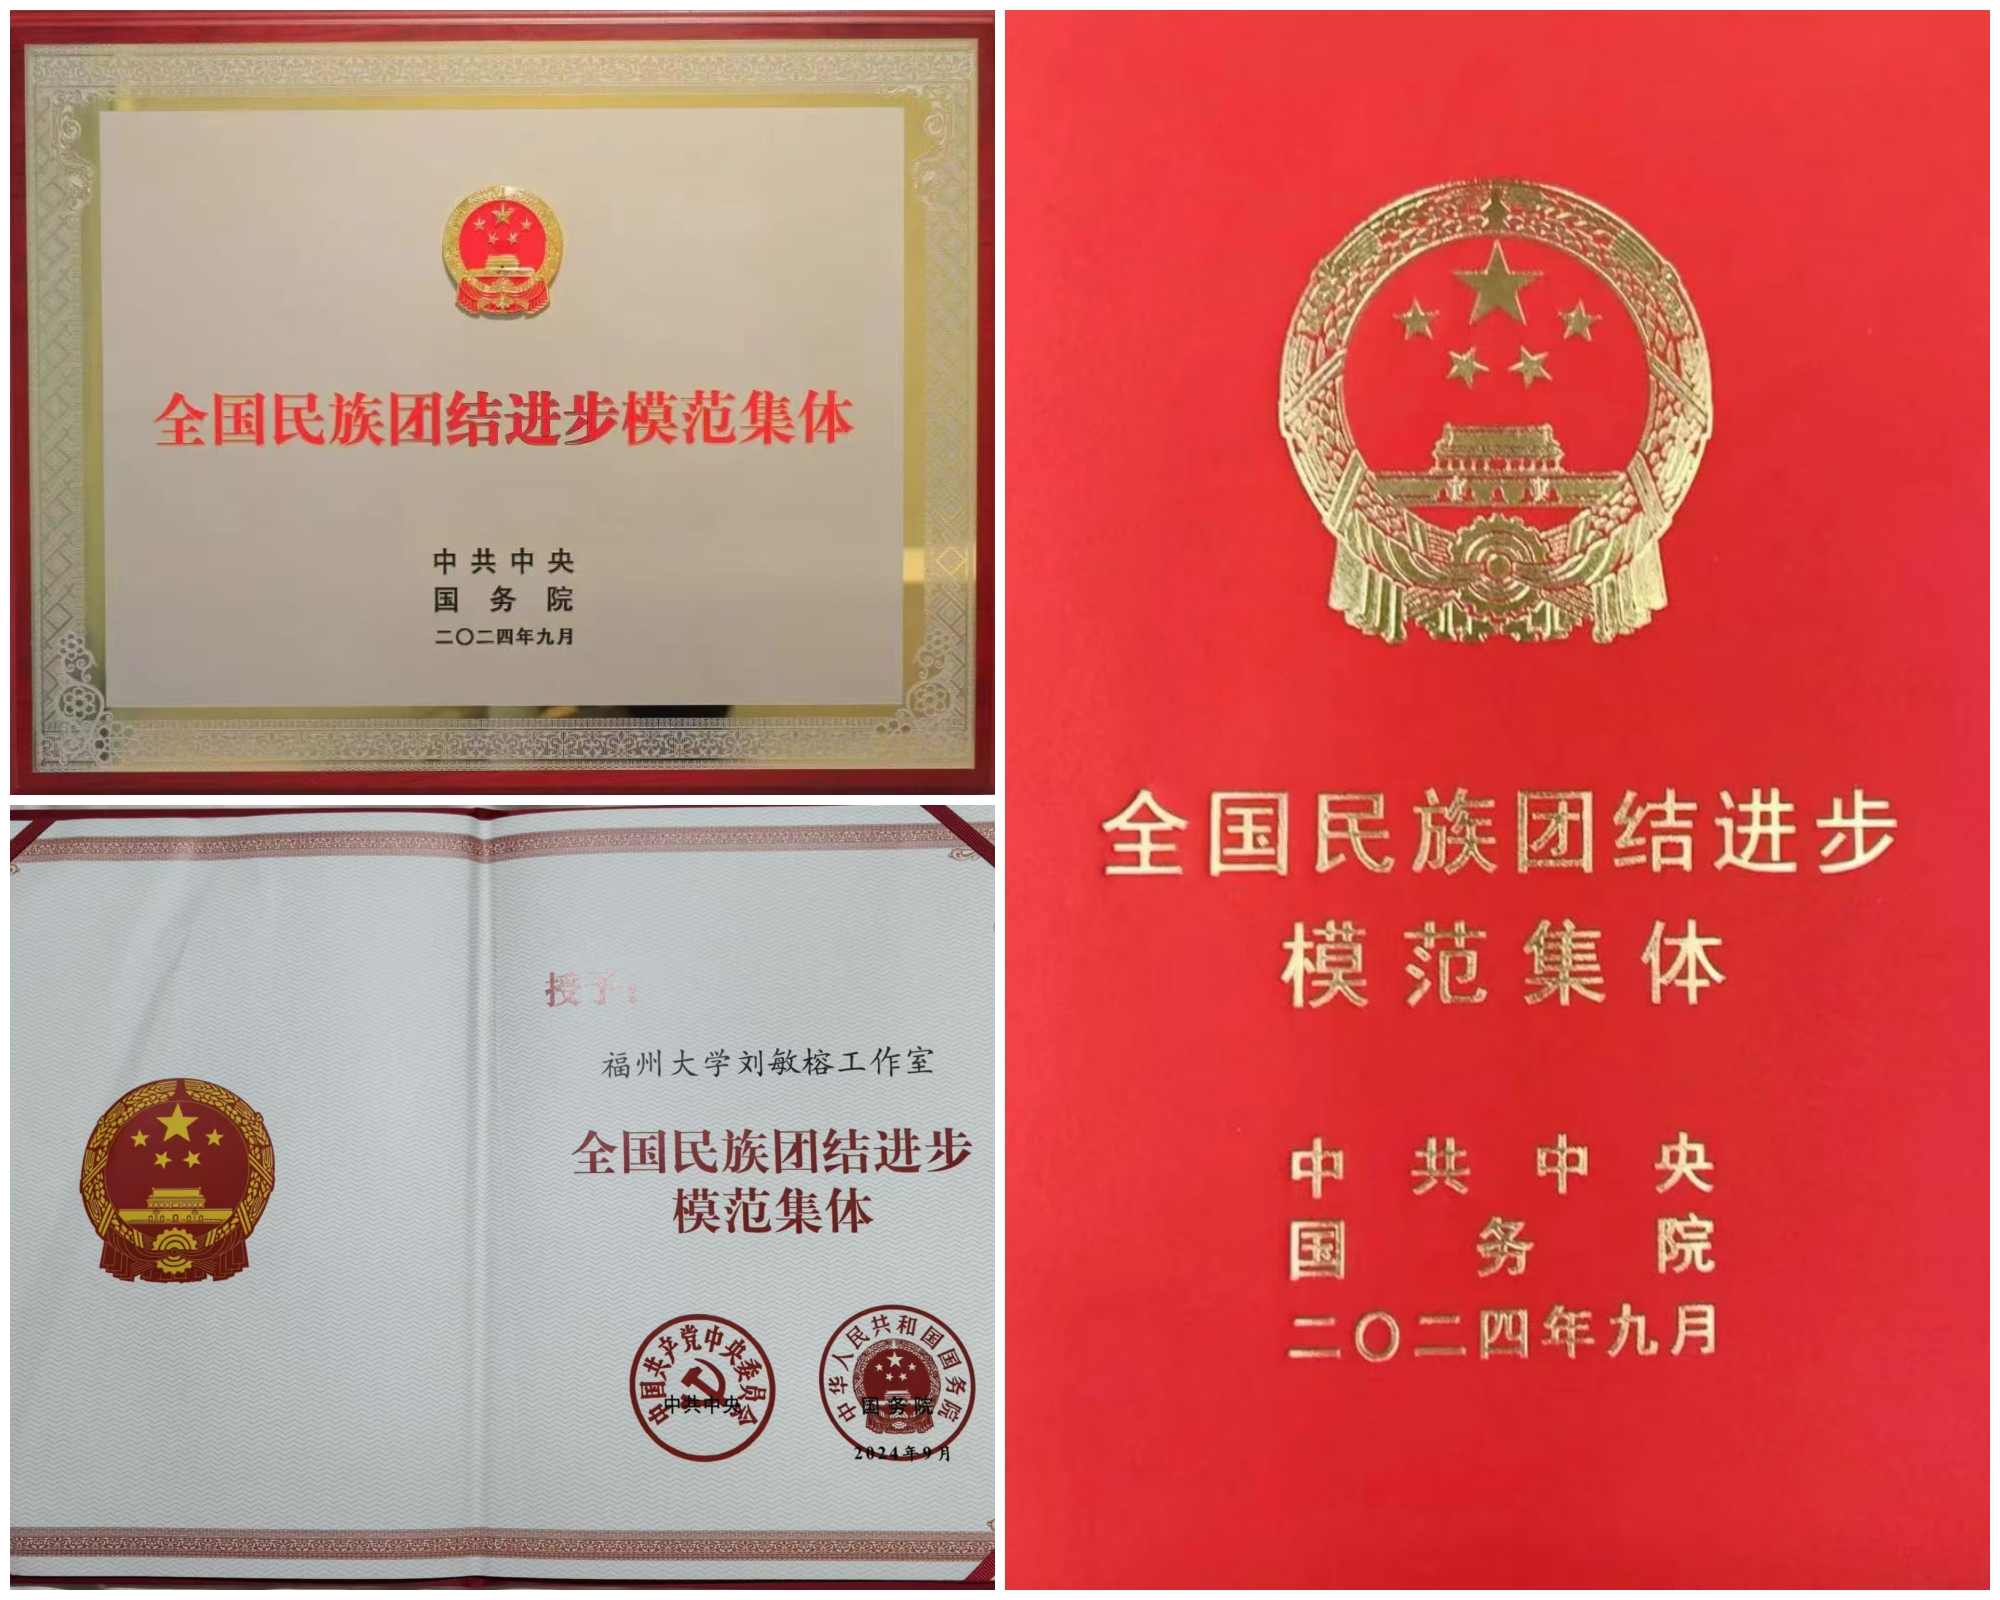 全国民族团结进步模范集体
中共中央
国务院
二〇二四年九月
授予：
福州大学刘敏榕工作室
全国民族团结进步
模范集体
中国共产党中央委员会
中共中央
中华人民共和国国务院
国务院
2024年9月
全国民族团结进步
模范集体
中共中央
国务院
二〇二四年九月